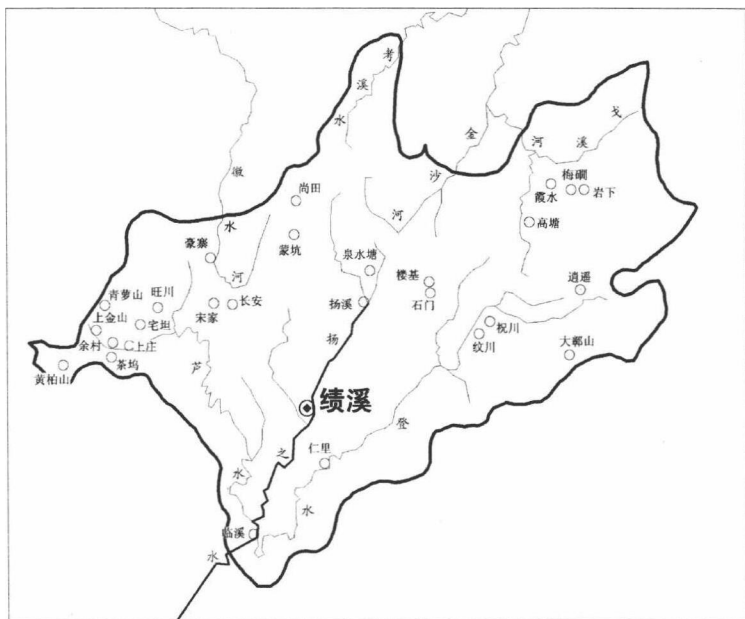 考溪水
徽水河
金沙河
戈溪河
尚田
梅磵
霞水
岩下
高塘
豪寨
蒙坑
泉水塘
楼基
石门
逍遥
青萝山
旺川
宋家
长安
扬溪
上金山
宅坦
祝川
纹川
余村
上庄
茶坞
黄柏山
大鄣山
芦水
扬之水
绩溪
登水
仁里
临溪